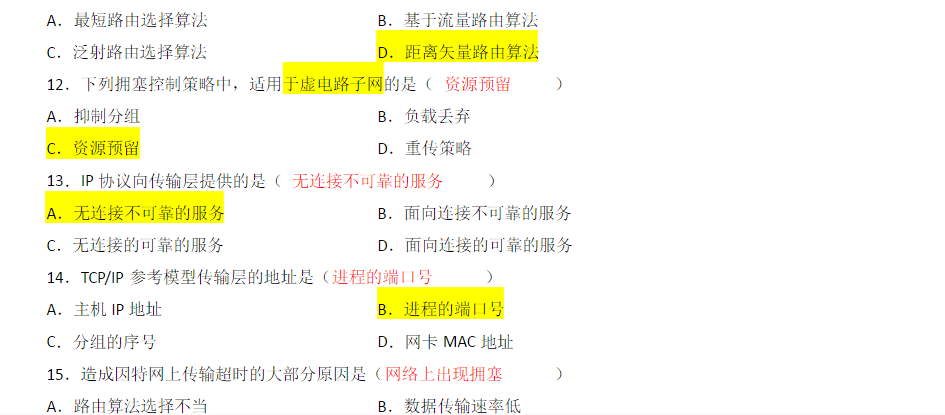 A．最短路由选择算法 B．基于流量路由算法
C．泛射路由选择算法 D．距离矢量路由算法
12．下列拥塞控制策略中，适用于虚电路子网的是（ 资源预留 ）
A．抑制分组 B．负载丢弃
C．资源预留 D．重传策略
13．IP 协议向传输层提供的是（ 无连接不可靠的服务 ）
A．无连接不可靠的服务 B．面向连接不可靠的服务
C．无连接的可靠的服务 D．面向连接的可靠的服务
14．TCP/IP 参考模型传输层的地址是（进程的端口号 ）
A．主机 IP 地址 B．进程的端口号
C．分组的序号 D．网卡 MAC 地址
15．造成因特网上传输超时的大部分原因是（网络上出现拥塞 ）
A．路由算法选择不当 B．数据传输速率低